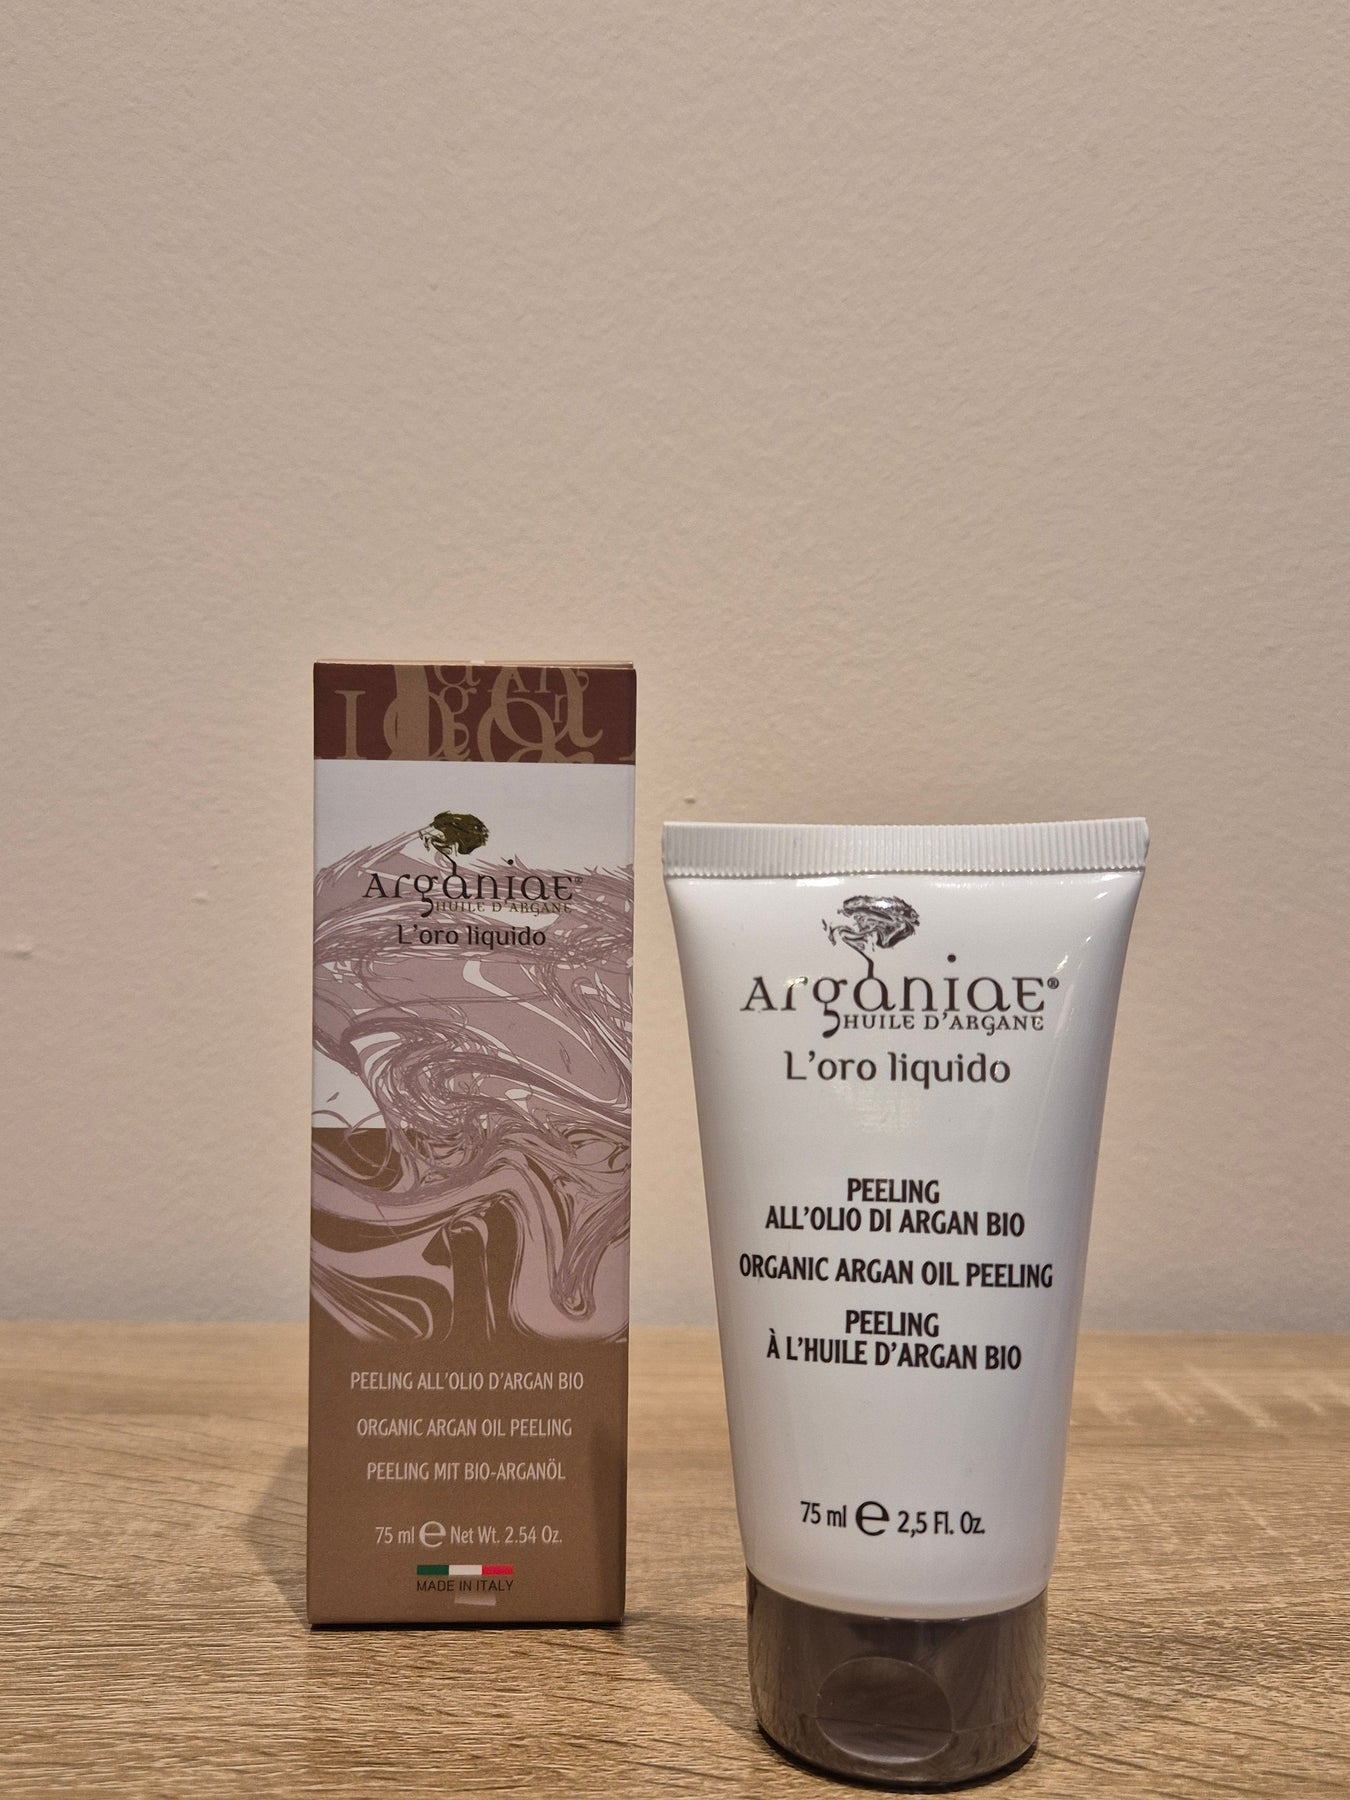 ArganiaE®
HUILE D'ARGANE
L'oro liquido
PEELING ALL'OLIO D'ARGAN BIO
ORGANIC ARGAN OIL PEELING
PEELING MIT BIO-ARGANÖL
75 ml ℮ Net Wt. 2.54 Oz.
MADE IN ITALY
ArganiaE®
HUILE D'ARGANE
L'oro liquido
PEELING
ALL'OLIO DI ARGAN BIO
ORGANIC ARGAN OIL PEELING
PEELING
À L'HUILE D'ARGAN BIO
75 ml ℮ 2,5 Fl. Oz.